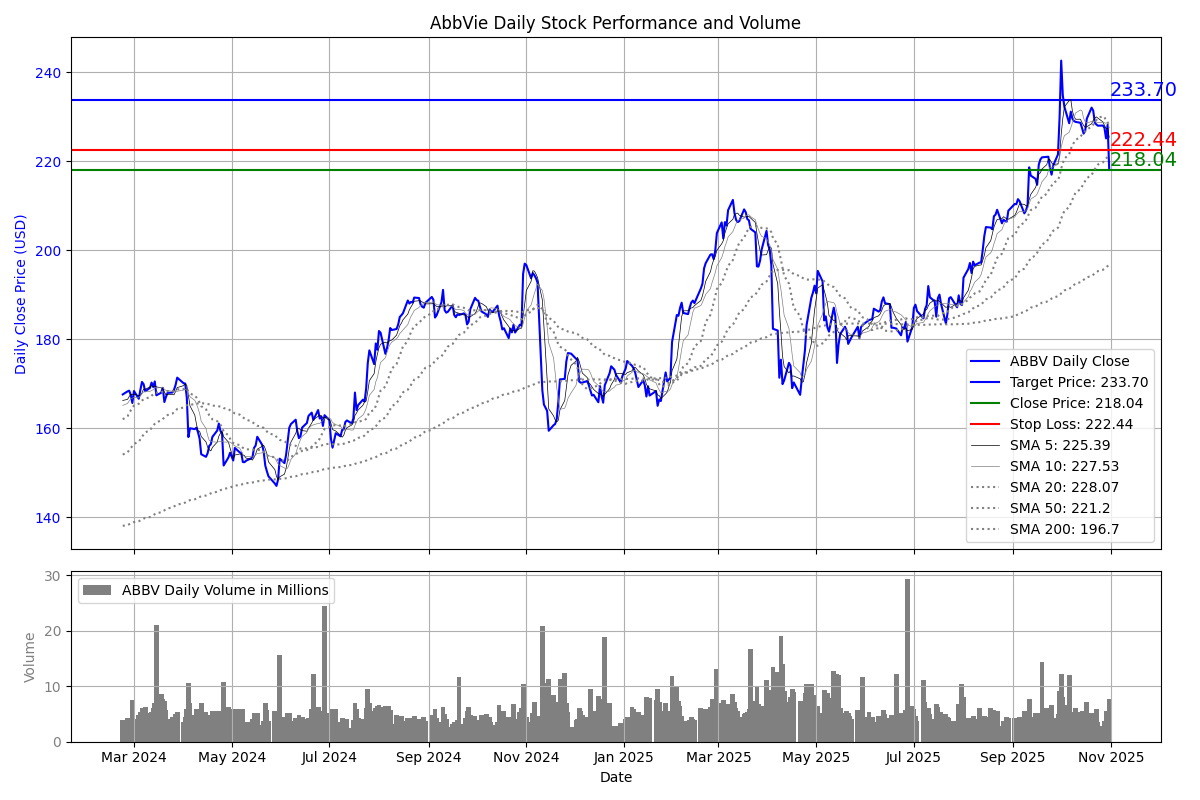 AbbVie Daily Stock Performance and Volume
Daily Close Price (USD)
240
220
200
180
160
140
233.70
222.44
218.04
ABBV Daily Close
Target Price: 233.70
Close Price: 218.04
Stop Loss: 222.44
SMA 5: 225.39
SMA 10: 227.53
SMA 20: 228.07
SMA 50: 221.2
SMA 200: 196.7
Volume
30
20
10
0
ABBV Daily Volume in Millions
Mar 2024 May 2024 Jul 2024 Sep 2024 Nov 2024 Jan 2025 Mar 2025 May 2025 Jul 2025 Sep 2025 Nov 2025
Date